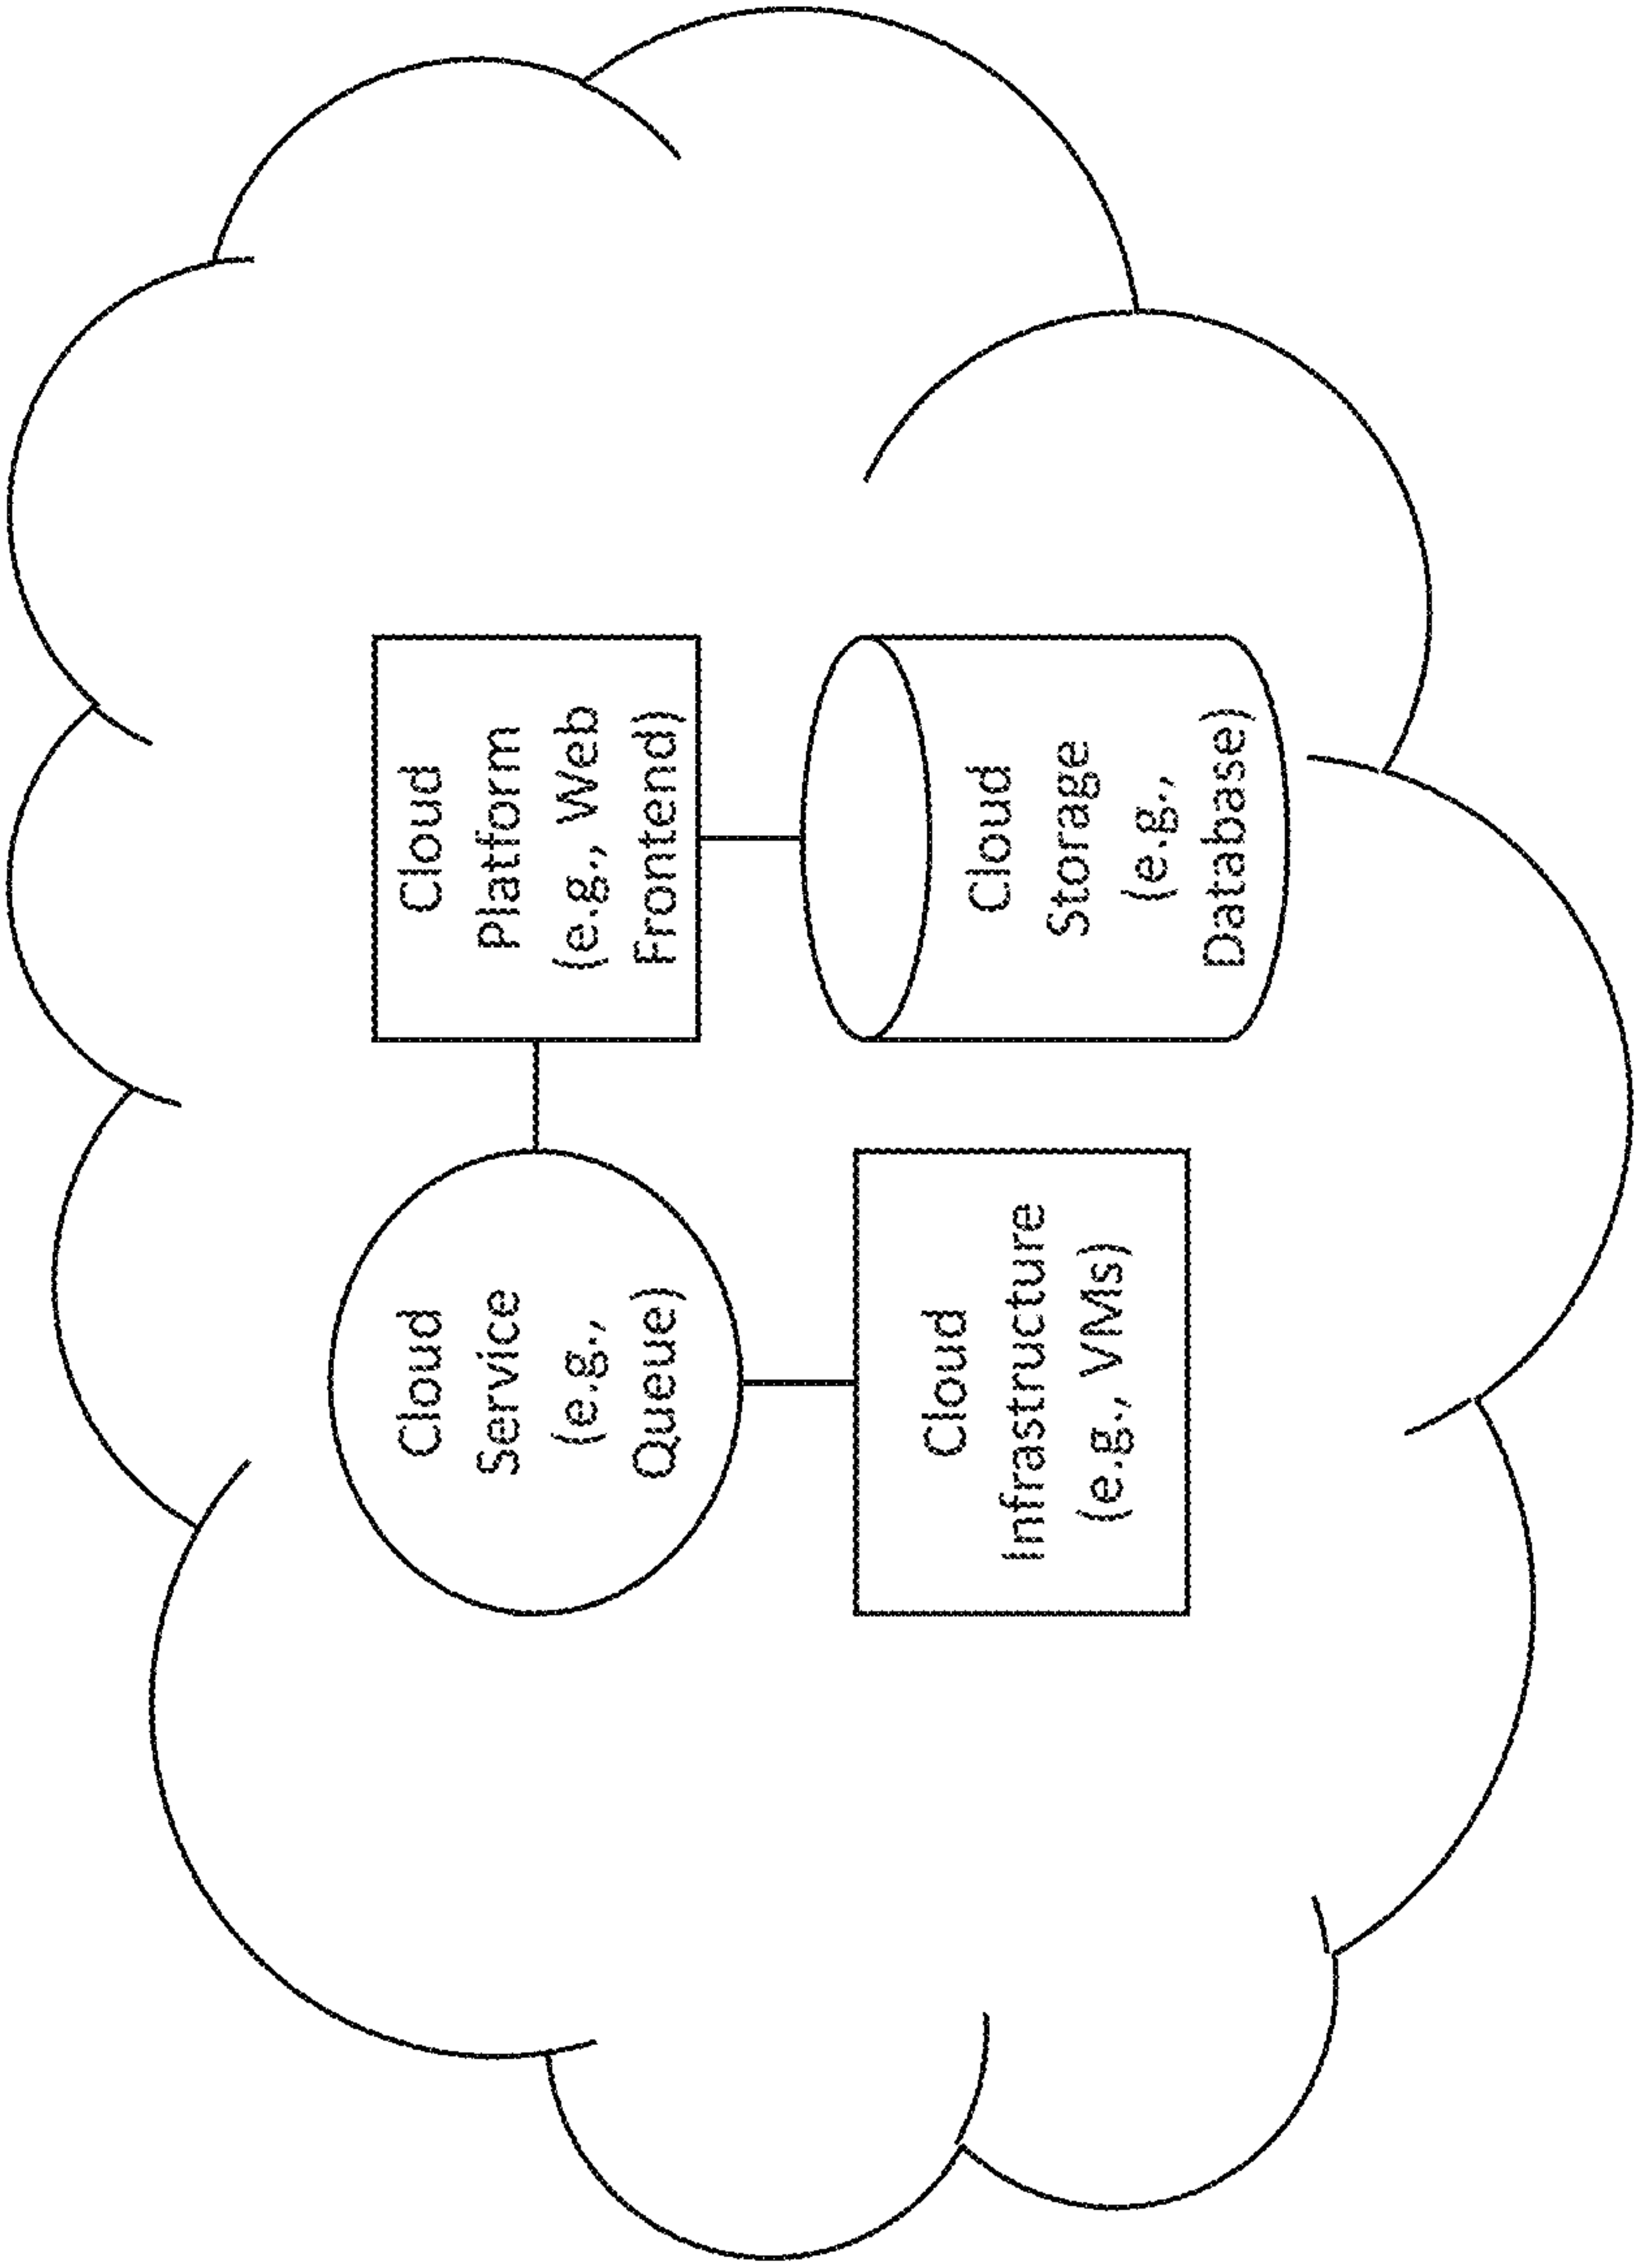 Cloud
Service
(e.g.,
Queue)
Cloud
Platform
(e.g., Web
Frontend)
Cloud
Infrastructure
(e.g., VMs)
Cloud
Storage
(e.g.,
Database)